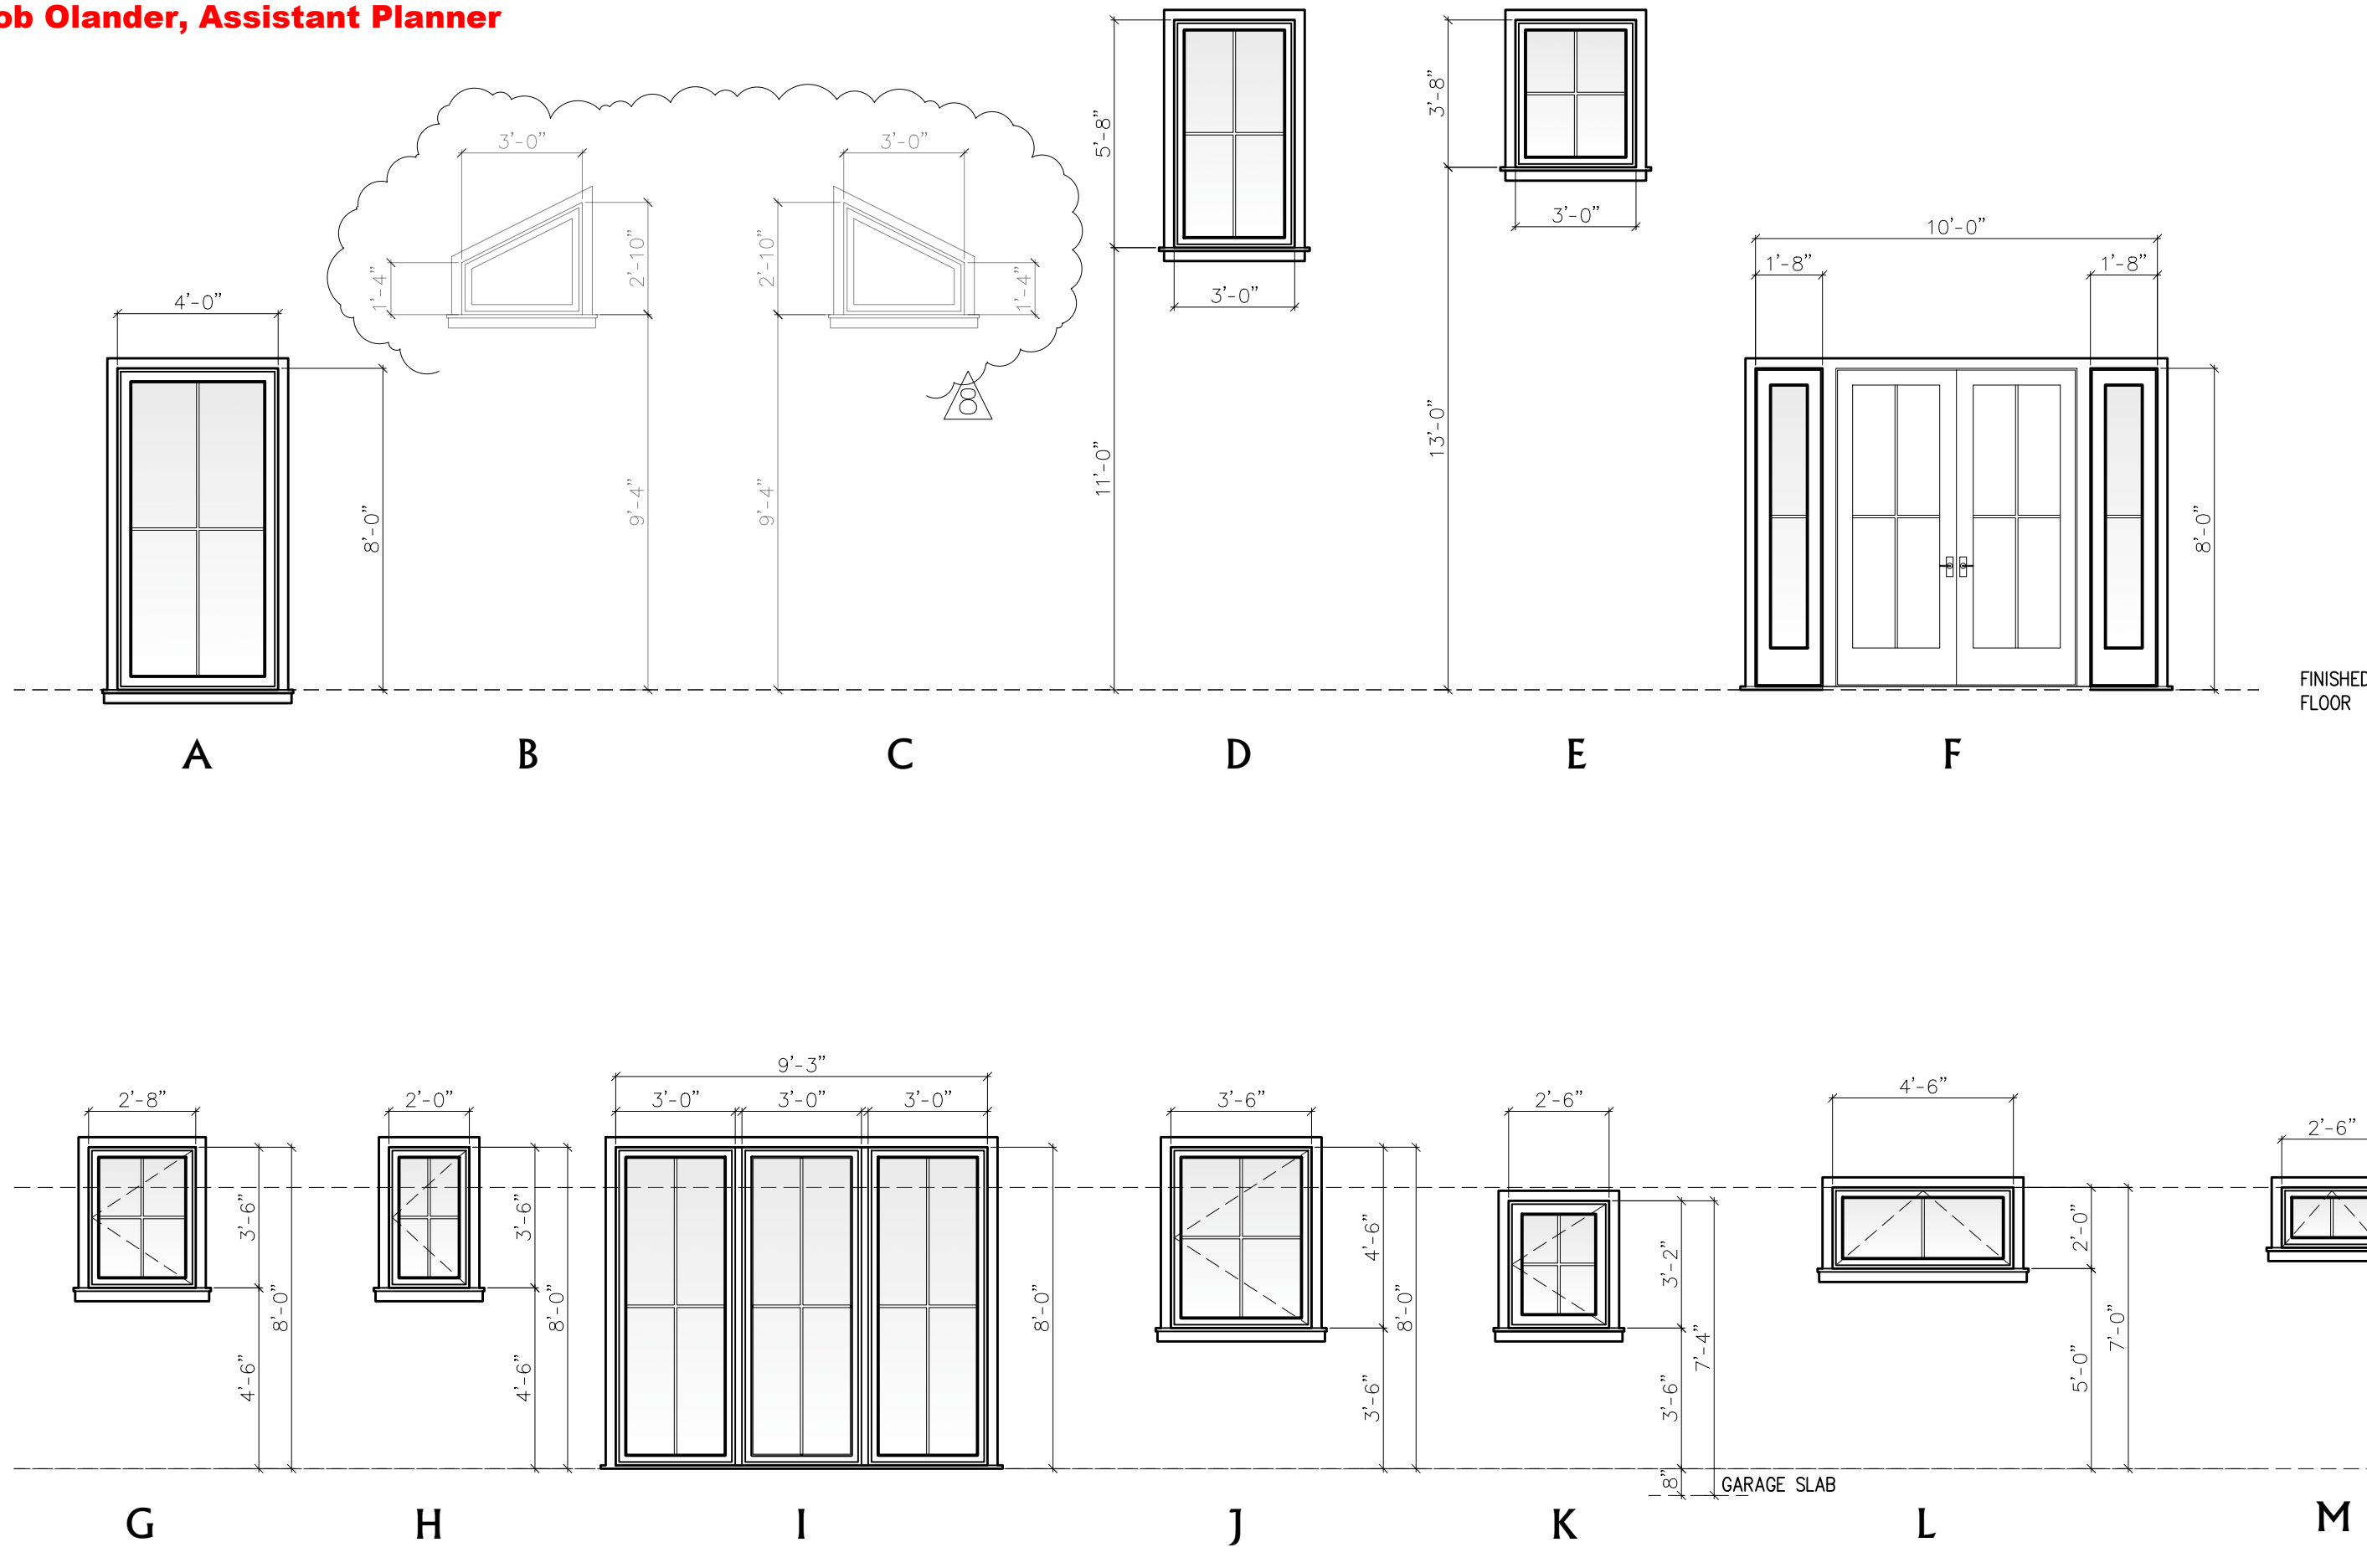 ob Olander, Assistant Planner
4'-0"
8'-0"
A
3'-0"
1'-4"
2'-10"
9'-4"
B
3'-0"
2'-10"
1'-4"
9'-4"
8
C
5'-8"
3'-0"
11'-0"
D
3'-8"
3'-0"
13'-0"
E
10'-0"
1'-8"
1'-8"
8'-0"
F
FINISHED
FLOOR
2'-8"
3'-6"
4'-6"
8'-0"
G
2'-0"
3'-6"
4'-6"
8'-0"
H
9'-3"
3'-0"
3'-0"
3'-0"
8'-0"
I
3'-6"
4'-6"
3'-6"
8'-0"
J
2'-6"
3'-2"
3'-6"
7'-4"
8"
GARAGE SLAB
K
4'-6"
2'-0"
5'-0"
7'-0"
L
2'-6"
M